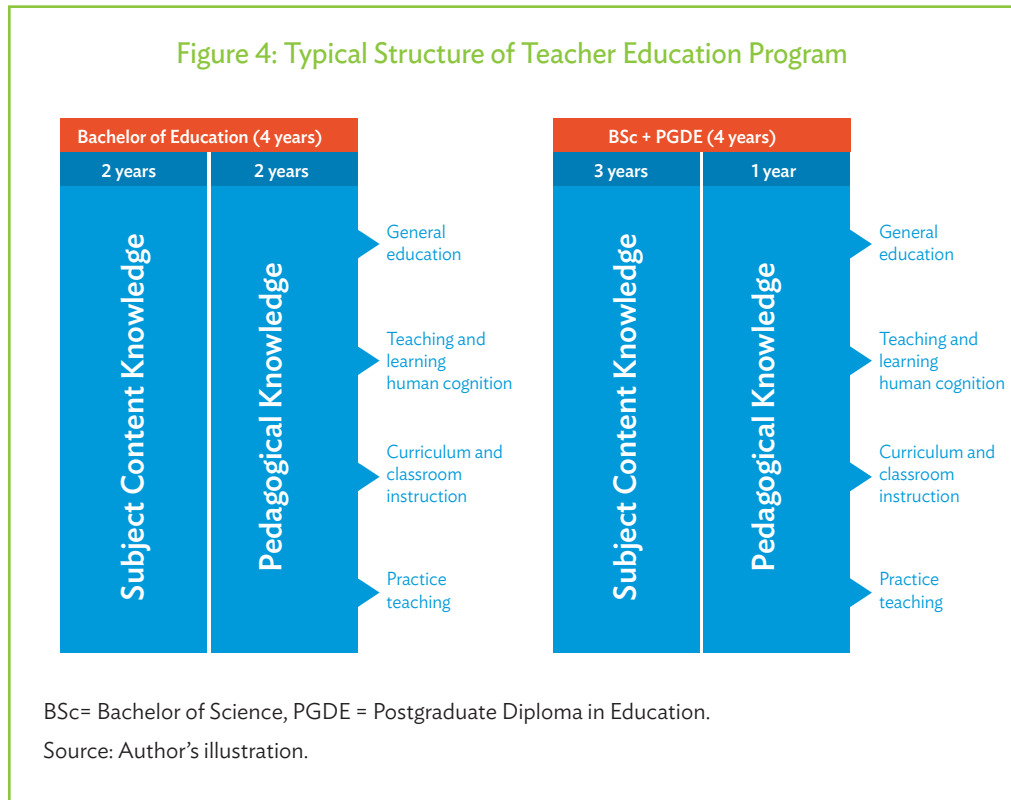 Figure 4: Typical Structure of Teacher Education Program
Bachelor of Education (4 years)
2 years
2 years
Subject Content Knowledge
Pedagogical Knowledge
General
education
Teaching and
learning
human cognition
Curriculum and
classroom
instruction
Practice
teaching
BSc + PGDE (4 years)
3 years
1 year
Subject Content Knowledge
Pedagogical Knowledge
General
education
Teaching and
learning
human cognition
Curriculum and
classroom
instruction
Practice
teaching
BSc= Bachelor of Science, PGDE = Postgraduate Diploma in Education.
Source: Author’s illustration.